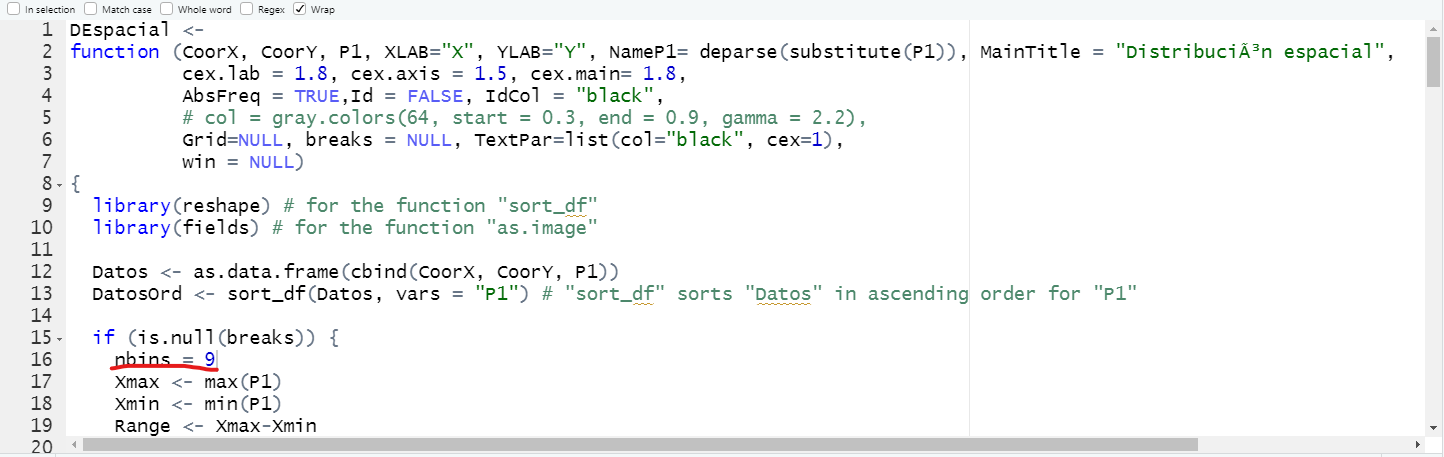 In selection Match case Whole word Regex Wrap
1 DEspacial <-
2 function (CoorX, CoorY, P1, XLAB="X", YLAB="Y", NameP1= deparse(substitute(P1)), MainTitle = "DistribuciÃ³n espacial",
3 cex.lab = 1.8, cex.axis = 1.5, cex.main= 1.8,
4 AbsFreq = TRUE,Id = FALSE, IdCol = "black",
5 # col = gray.colors(64, start = 0.3, end = 0.9, gamma = 2.2),
6 Grid=NULL, breaks = NULL, TextPar=list(col="black", cex=1),
7 win = NULL)
8 {
9 library(reshape) # for the function "sort_df"
10 library(fields) # for the function "as.image"
11
12 Datos <- as.data.frame(cbind(CoorX, CoorY, P1))
13 DatosOrd <- sort_df(Datos, vars = "P1") # "sort_df" sorts "Datos" in ascending order for "P1"
14
15 if (is.null(breaks)) {
16 nbins = 9
17 Xmax <- max(P1)
18 Xmin <- min(P1)
19 Range <- Xmax-Xmin
20